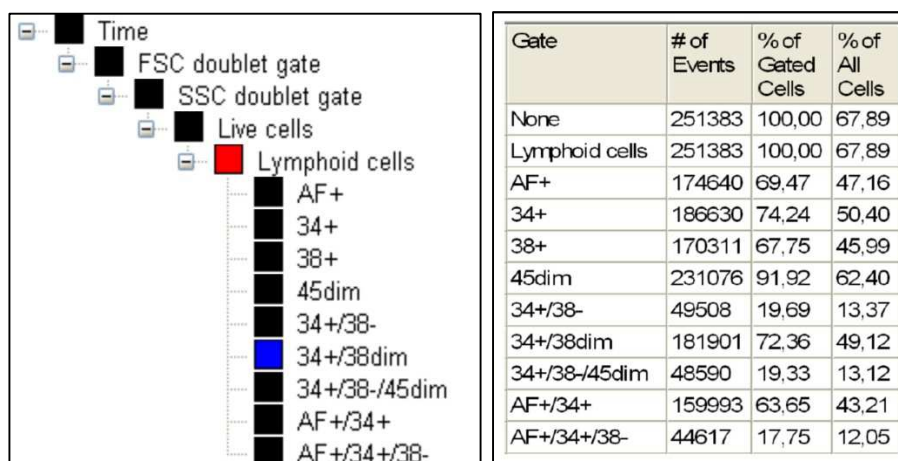 Time
FSC doublet gate
SSC doublet gate
Live cells
Lymphoid cells
AF+
34+
38+
45dim
34+/38-
34+/38dim
34+/38-/45dim
AF+/34+
AF+/34+/38-
Gate # of Events % of Gated Cells % of All Cells
None 251383 100,00 67,89
Lymphoid cells 251383 100,00 67,89
AF+ 174640 69,47 47,16
34+ 186630 74,24 50,40
38+ 170311 67,75 45,99
45dim 231076 91,92 62,40
34+/38- 49508 19,69 13,37
34+/38dim 181901 72,36 49,12
34+/38-/45dim 48590 19,33 13,12
AF+/34+ 159993 63,65 43,21
AF+/34+/38- 44617 17,75 12,05